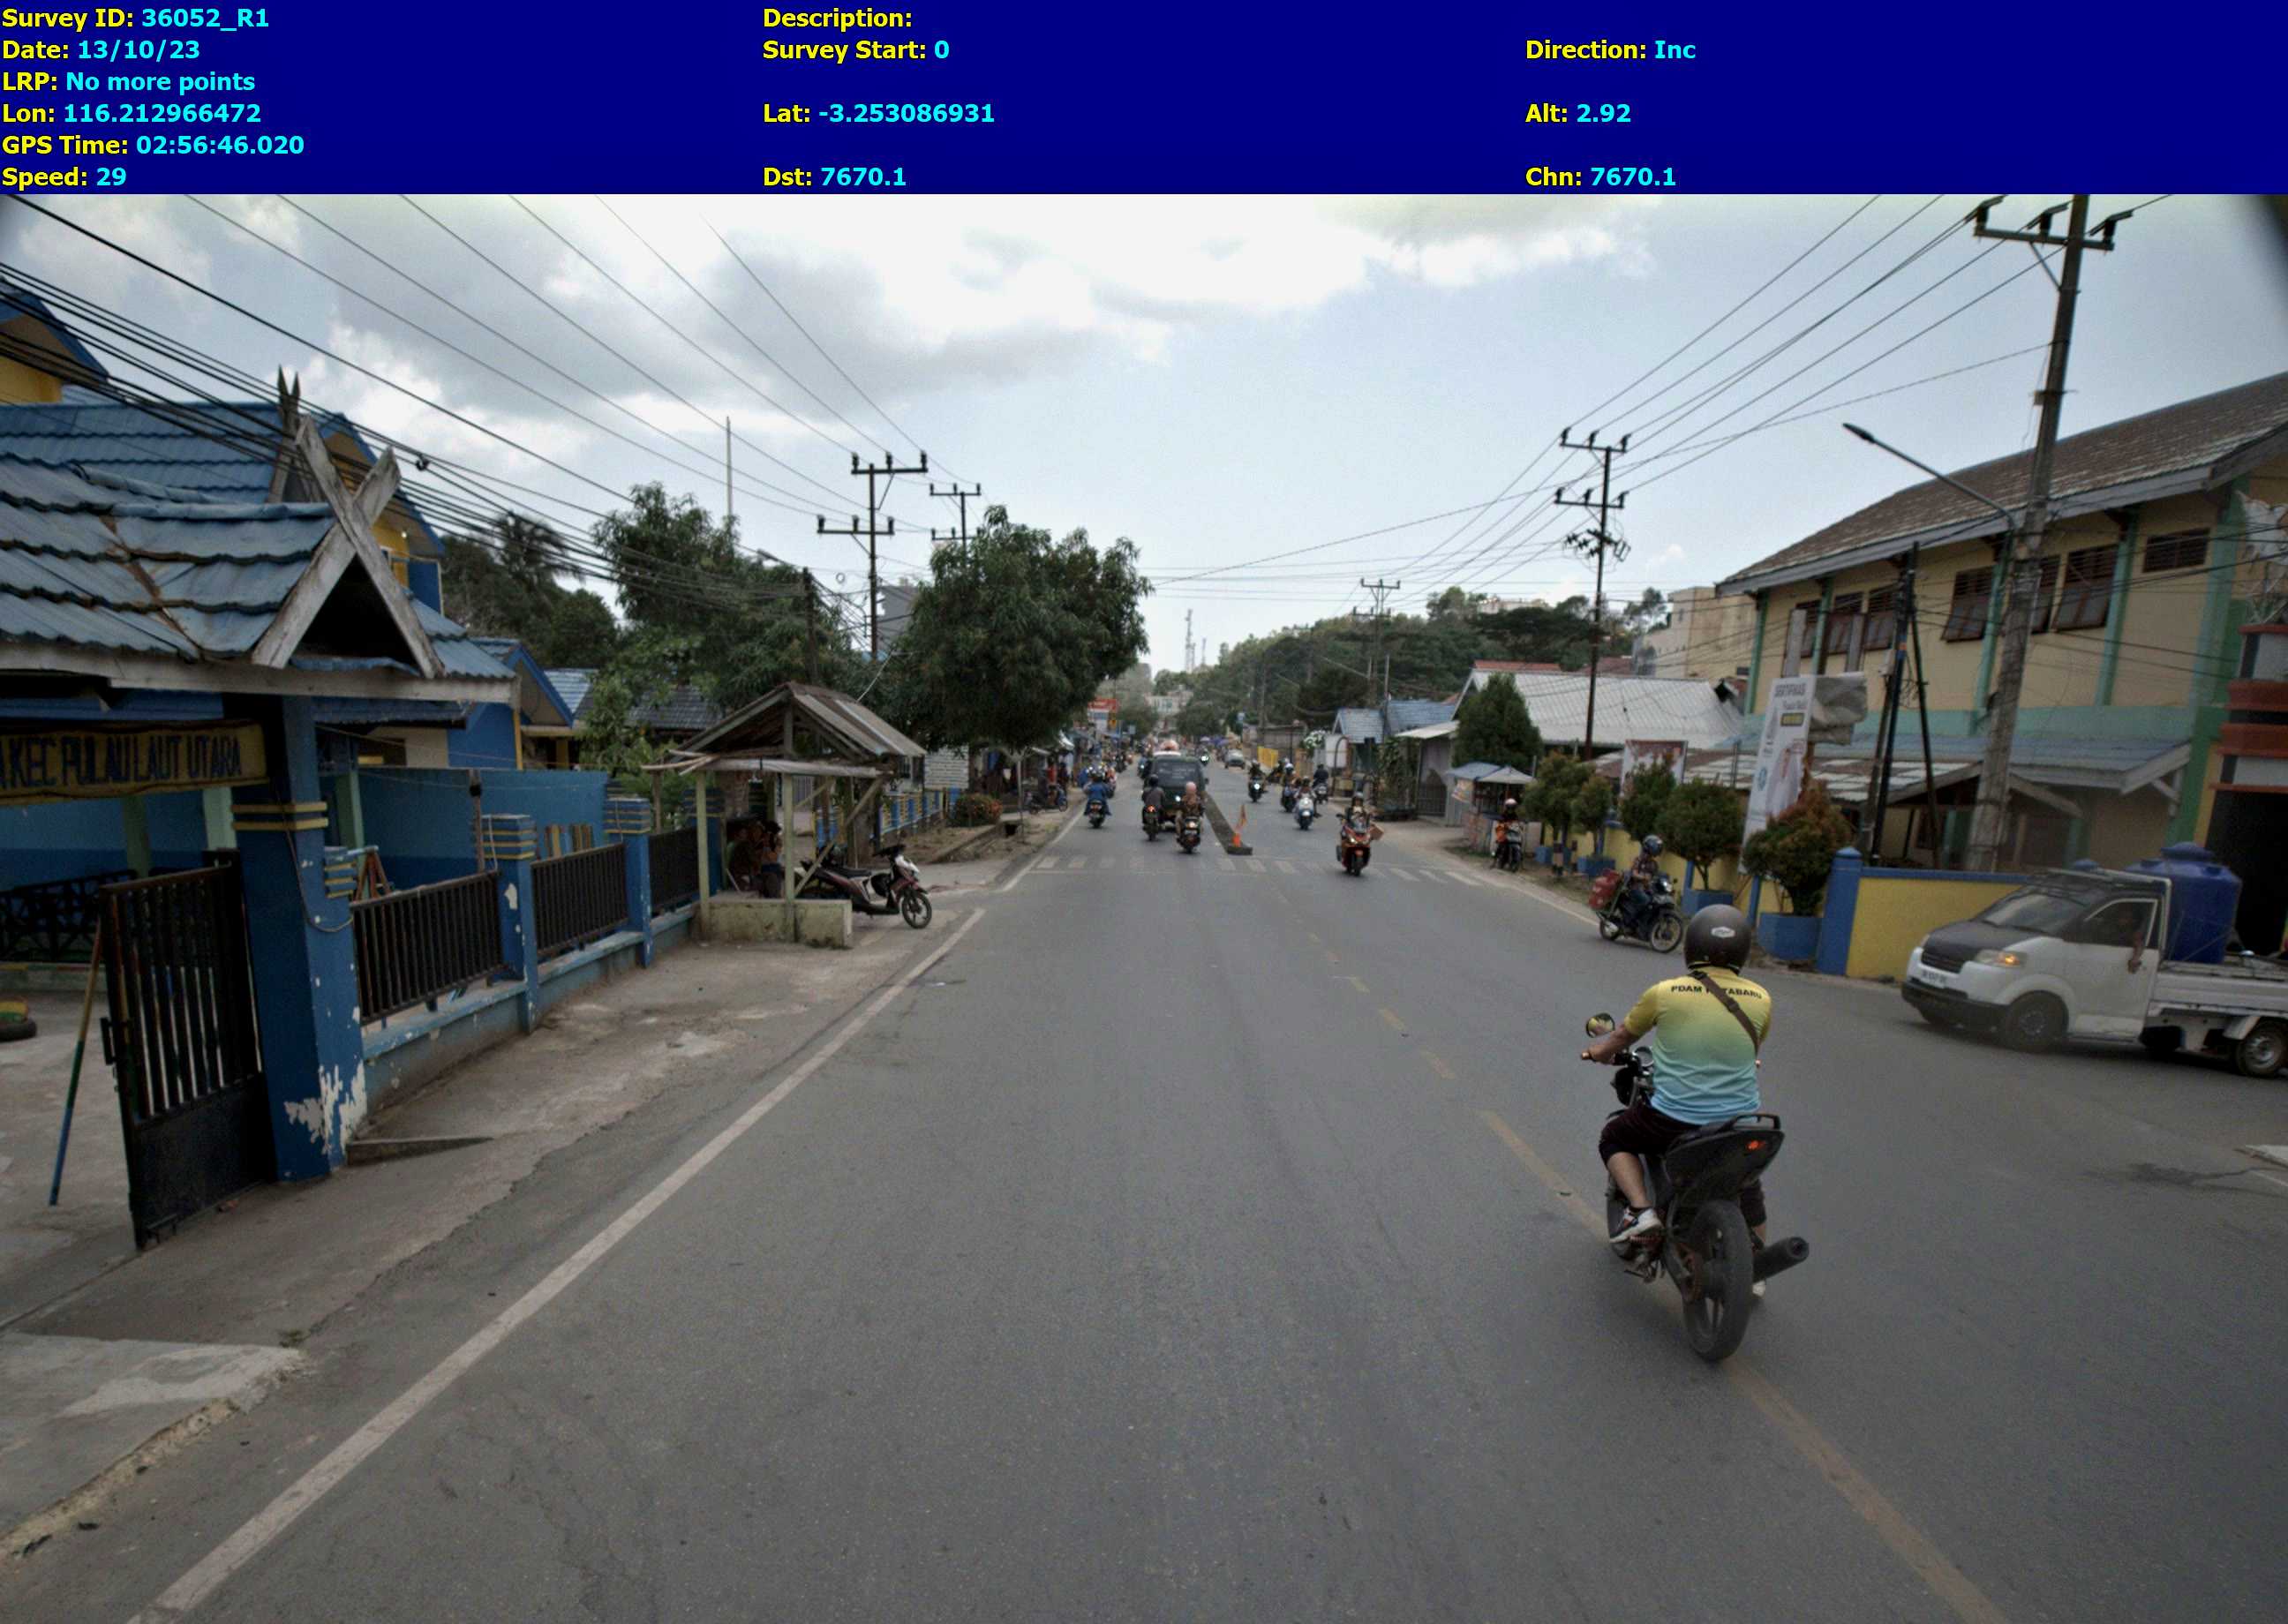 Survey ID: 36052_R1
Description:
Date: 13/10/23
Survey Start: 0
Direction: Inc
LRP: No more points
Lon: 116.212966472
Lat: -3.253086931
Alt: 2.92
GPS Time: 02:56:46.020
Speed: 29
Dst: 7670.1
Chn: 7670.1
KEC PULAU LAUT UTARA
PDAM